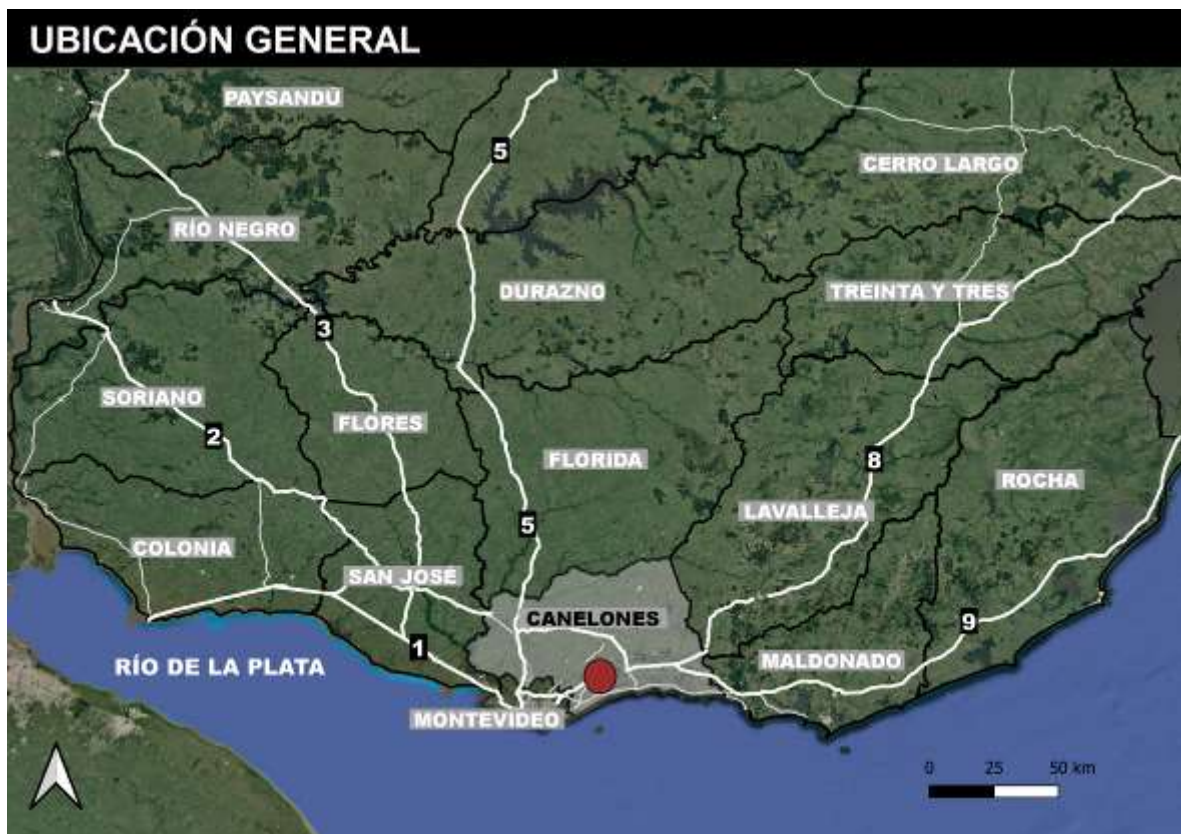 UBICACIÓN GENERAL
PAYSANDÚ
5
CERRO LARGO
RÍO NEGRO
DURAZNO
TREINTA Y TRES
3
SORIANO
FLORES
2
FLORIDA
8
ROCHA
LAVALLEJA
5
COLONIA
SAN JOSE
CANELONES
9
1
MALDONADO
RÍO DE LA PLATA
MONTEVIDEO
0 25 50 km